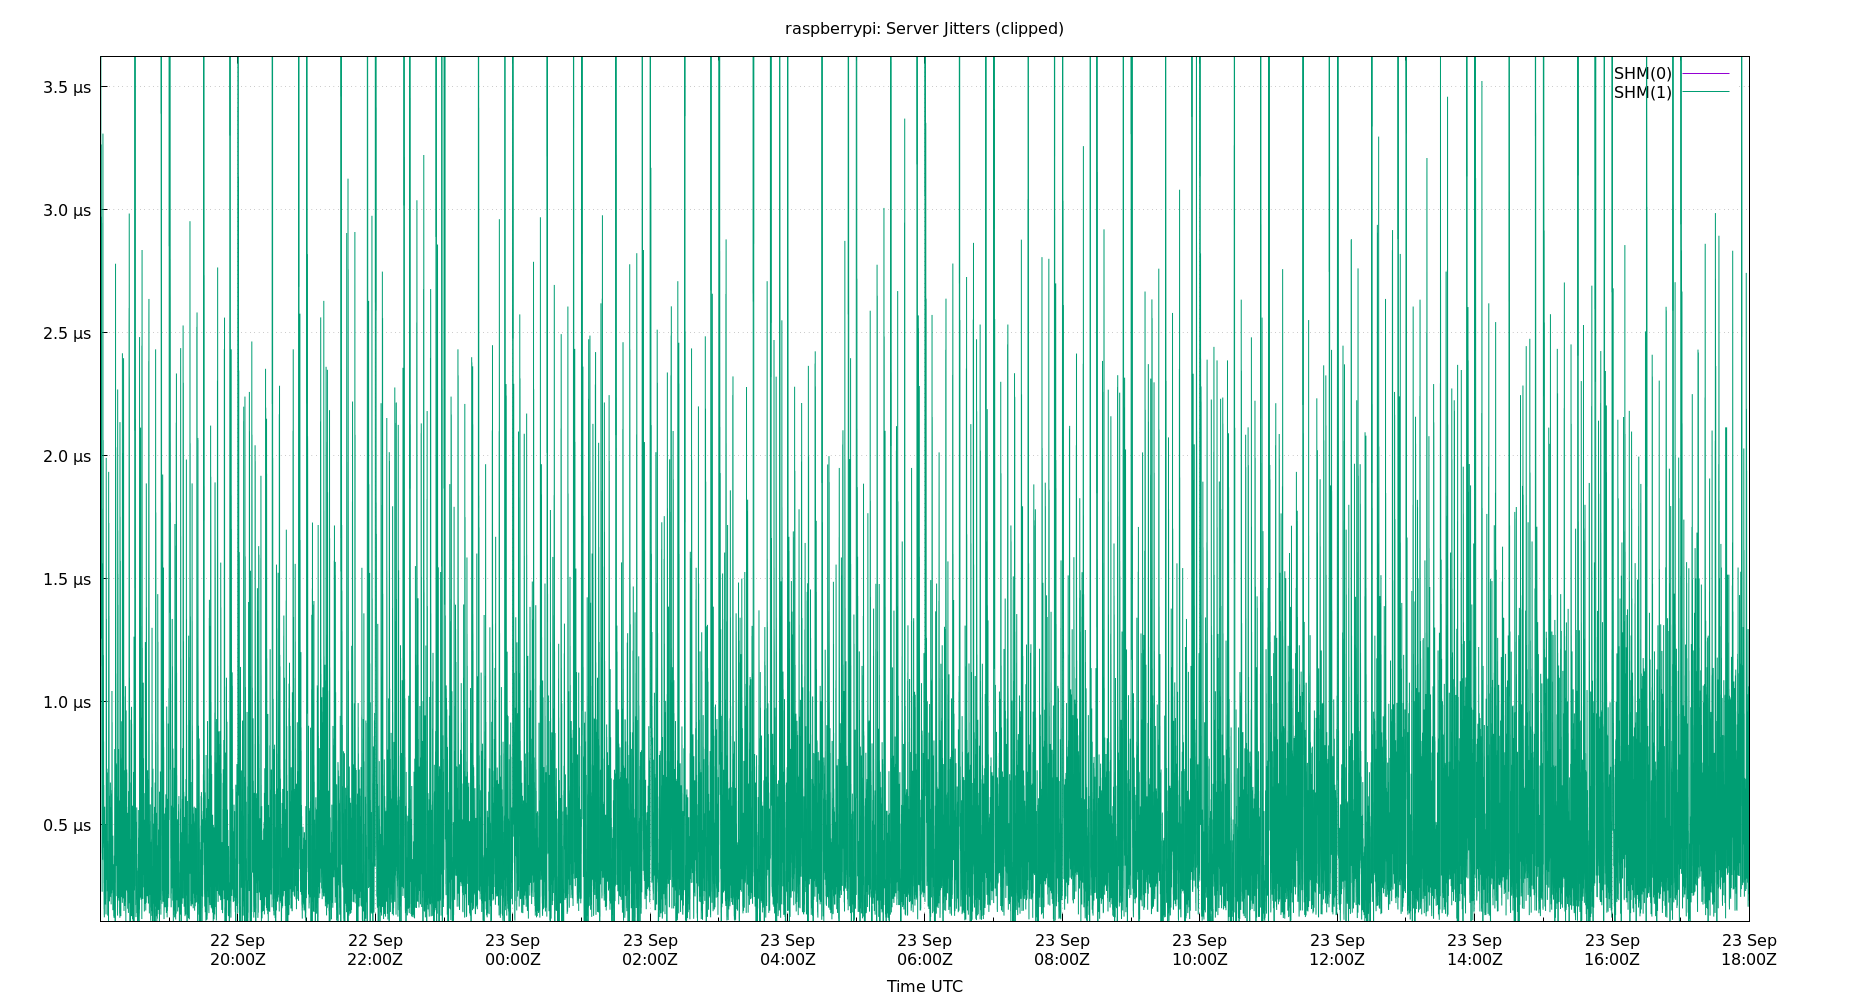 raspberrypi: Server Jitters (clipped)
3.5 µs
3.0 µs
2.5 µs
2.0 µs
1.5 µs
1.0 µs
0.5 µs
SHM(0)
SHM(1)
22 Sep 22 Sep 23 Sep 23 Sep 23 Sep 23 Sep 23 Sep 23 Sep 23 Sep 23 Sep 23 Sep 23 Sep
20:00Z 22:00Z 00:00Z 02:00Z 04:00Z 06:00Z 08:00Z 10:00Z 12:00Z 14:00Z 16:00Z 18:00Z
Time UTC